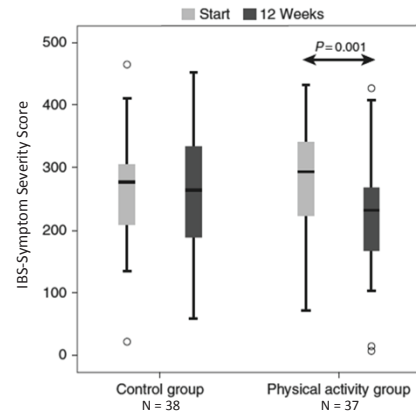 Start 12 Weeks
P = 0.001
IBS-Symptom Severity Score
500
400
300
200
100
0
Control group
N = 38
Physical activity group
N = 37